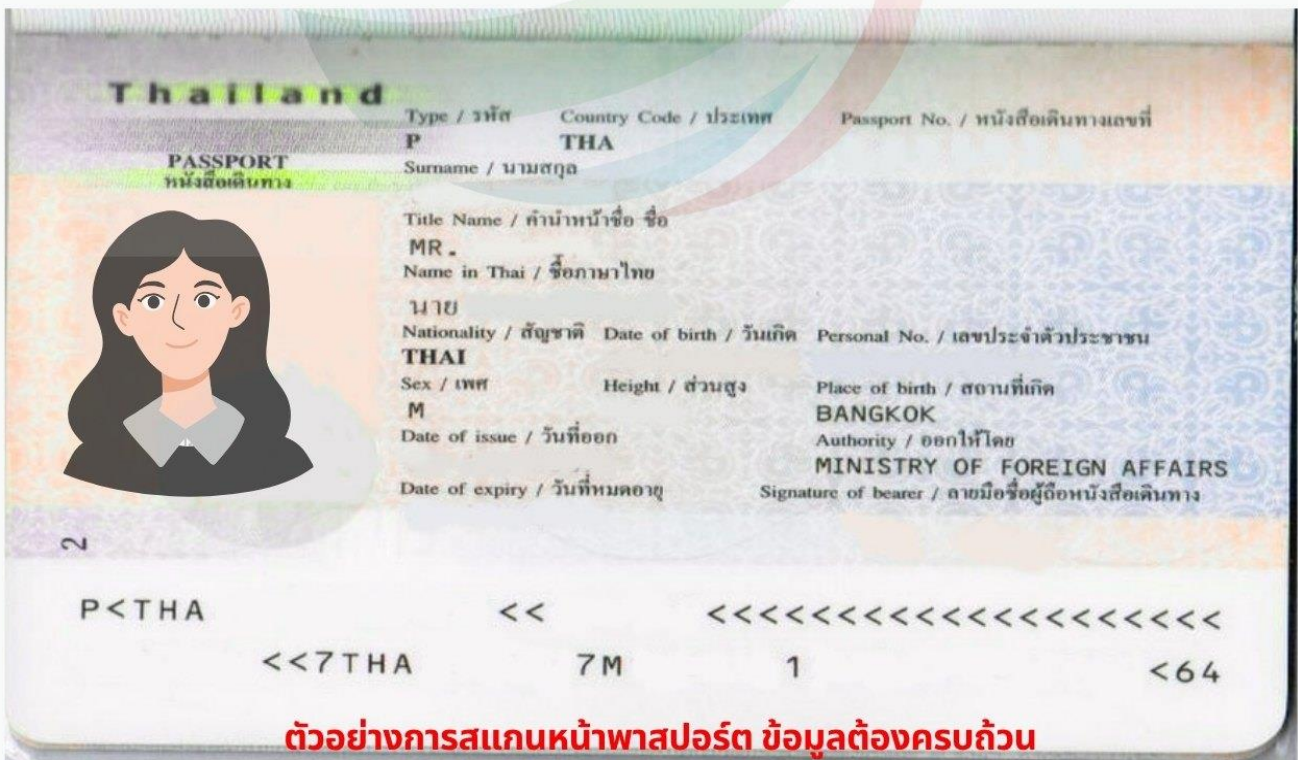 Thailand
PASSPORT
หนังสือเดินทาง
Type / รหัส Country Code / ประเทศ Passport No. / หนังสือเดินทางเลขที่
P THA
Surname / นามสกุล
Title Name / คำนำหน้าชื่อ ชื่อ
MR.
Name in Thai / ชื่อภาษาไทย
นาย
Nationality / สัญชาติ Date of birth / วันเกิด Personal No. / เลขประจำตัวประชาชน
THAI
Sex / เพศ Height / ส่วนสูง Place of birth / สถานที่เกิด
M BANGKOK
Date of issue / วันที่ออก Authority / ออกให้โดย
MINISTRY OF FOREIGN AFFAIRS
Date of expiry / วันที่หมดอายุ Signature of bearer / ลายมือชื่อผู้ถือหนังสือเดินทาง
2
P<THA << <<<<<<<<<<<<<<<<<<<<
<<7THA 7M 1 <64
ตัวอย่างการสแกนหน้าพาสปอร์ต ข้อมูลต้องครบถ้วน